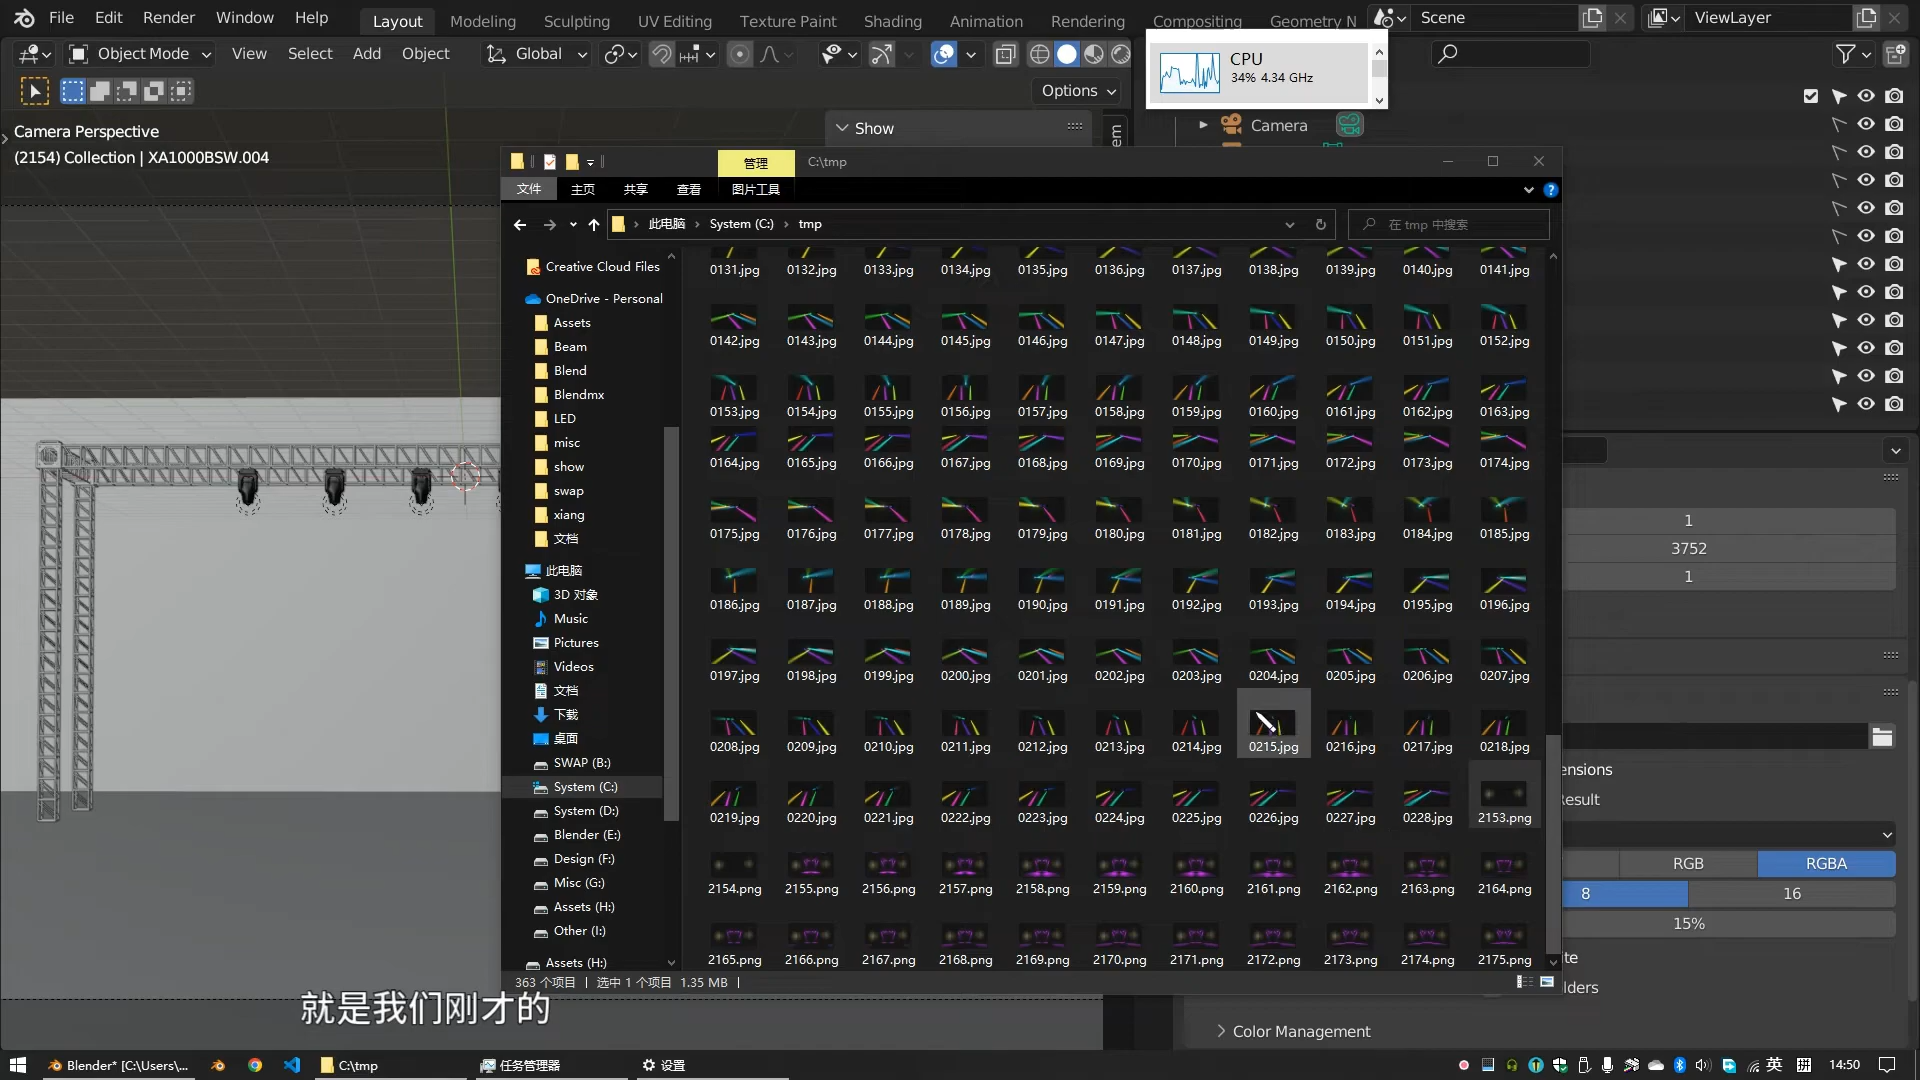 File Edit Render Window Help
Layout Modeling Sculpting UV Editing Texture Paint Shading Animation Rendering Compositing Geometry N
Scene
ViewLayer
Object Mode View Select Add Object Global
CPU
34% 4.34 GHz
Options
Camera Perspective
(2154) Collection | XA1000BSW.004
Show
Camera
管理 C:\tmp
文件 主页 共享 查看 图片工具
此电脑 System (C:) tmp
在 tmp 中搜索
Creative Cloud Files
OneDrive - Personal
Assets
Beam
Blend
Blendmx
LED
misc
show
swap
xiang
文档
此电脑
3D 对象
Music
Pictures
Videos
文档
下载
桌面
SWAP (B:)
System (C:)
System (D:)
Blender (E:)
Design (F:)
Misc (G:)
Assets (H:)
Other (I:)
Assets (H:)
0131.jpg 0132.jpg 0133.jpg 0134.jpg 0135.jpg 0136.jpg 0137.jpg 0138.jpg 0139.jpg 0140.jpg 0141.jpg
0142.jpg 0143.jpg 0144.jpg 0145.jpg 0146.jpg 0147.jpg 0148.jpg 0149.jpg 0150.jpg 0151.jpg 0152.jpg
0153.jpg 0154.jpg 0155.jpg 0156.jpg 0157.jpg 0158.jpg 0159.jpg 0160.jpg 0161.jpg 0162.jpg 0163.jpg
0164.jpg 0165.jpg 0166.jpg 0167.jpg 0168.jpg 0169.jpg 0170.jpg 0171.jpg 0172.jpg 0173.jpg 0174.jpg
0175.jpg 0176.jpg 0177.jpg 0178.jpg 0179.jpg 0180.jpg 0181.jpg 0182.jpg 0183.jpg 0184.jpg 0185.jpg
0186.jpg 0187.jpg 0188.jpg 0189.jpg 0190.jpg 0191.jpg 0192.jpg 0193.jpg 0194.jpg 0195.jpg 0196.jpg
0197.jpg 0198.jpg 0199.jpg 0200.jpg 0201.jpg 0202.jpg 0203.jpg 0204.jpg 0205.jpg 0206.jpg 0207.jpg
0208.jpg 0209.jpg 0210.jpg 0211.jpg 0212.jpg 0213.jpg 0214.jpg 0215.jpg 0216.jpg 0217.jpg 0218.jpg
0219.jpg 0220.jpg 0221.jpg 0222.jpg 0223.jpg 0224.jpg 0225.jpg 0226.jpg 0227.jpg 0228.jpg 2153.png
2154.png 2155.png 2156.png 2157.png 2158.png 2159.png 2160.png 2161.png 2162.png 2163.png 2164.png
2165.png 2166.png 2167.png 2168.png 2169.png 2170.png 2171.png 2172.png 2173.png 2174.png 2175.png
363 个项目 选中 1 个项目 1.35 MB
1
3752
1
RGB RGBA
8 16
15%
Color Management
就是我们刚才的
Blender* [C:\Users\... C:\tmp 任务管理器 设置
英 14:50